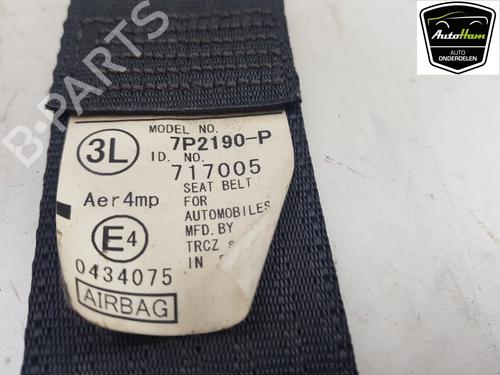 AutoHam
AUTO
ONDERDELEN
B-PARTS
3L
MODEL NO.
7P2190-P
ID. NO.
717005
Aer4mp
SEAT BELT
FOR
AUTOMOBILES
MFD. BY
TRCZ
IN
E4
0434075
AIRBAG